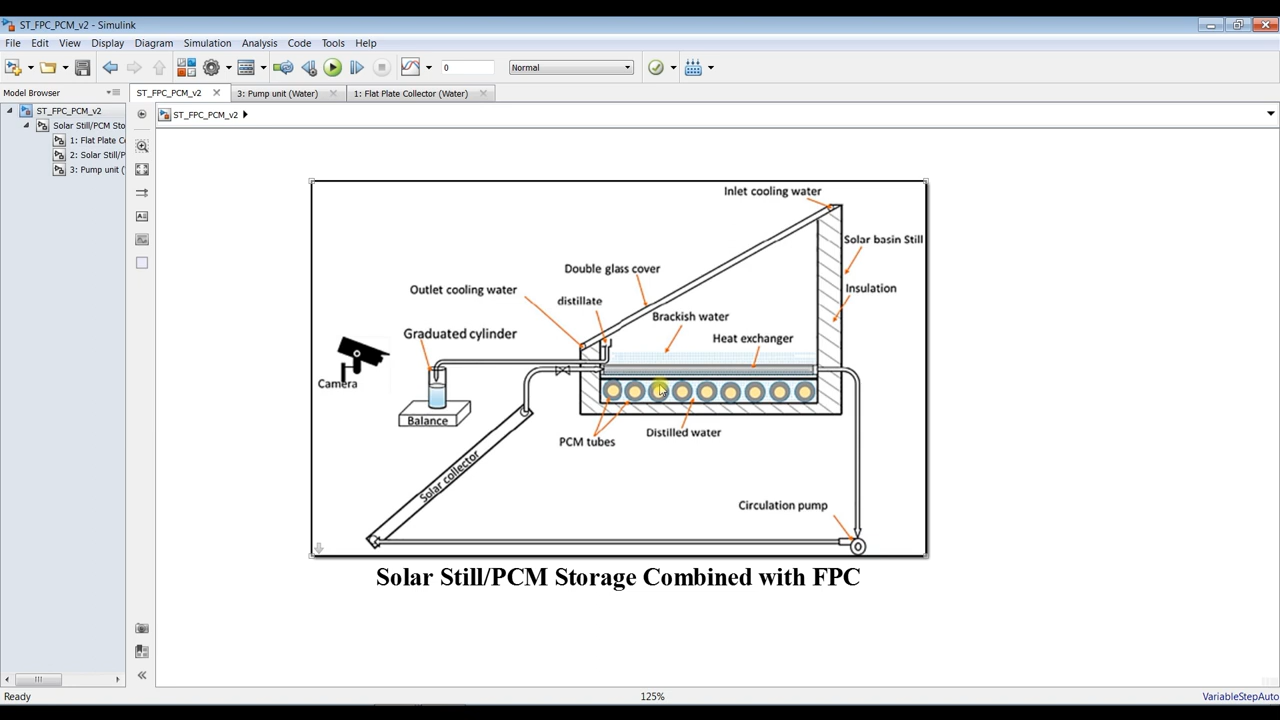 ST_FPC_PCM_v2 - Simulink
File Edit View Display Diagram Simulation Analysis Code Tools Help
0 Normal
Model Browser ST_FPC_PCM_v2 3: Pump unit (Water) 1: Flat Plate Collector (Water)
ST_FPC_PCM_v2
ST_FPC_PCM_v2
Solar Still/PCM Sto
1: Flat Plate C
2: Solar Still/P
3: Pump unit (
Inlet cooling water
Solar basin Still
Double glass cover
Insulation
Outlet cooling water
distillate
Brackish water
Graduated cylinder
Heat exchanger
Camera
Balance
PCM tubes
Distilled water
Solar collector
Circulation pump
Solar Still/PCM Storage Combined with FPC
Ready 125% VariableStepAuto